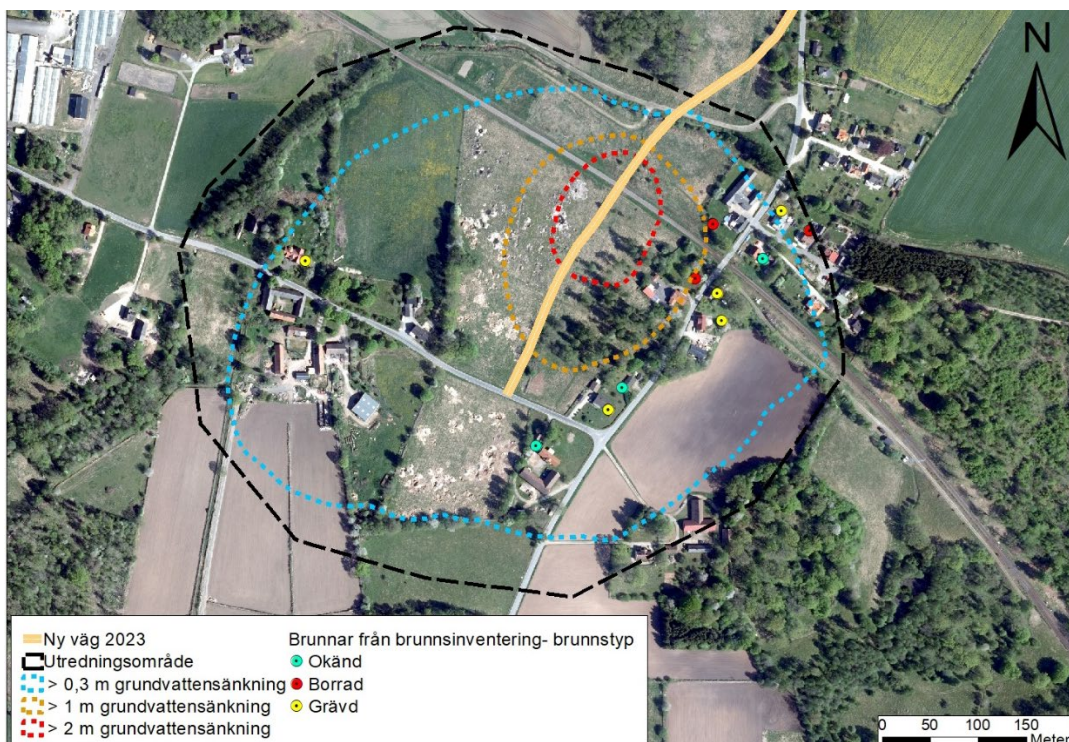 N
Ny väg 2023
Utredningsområde
> 0,3 m grundvattensänkning
> 1 m grundvattensänkning
> 2 m grundvattensänkning
Brunnar från brunnsinventering- brunnstyp
Okänd
Borrad
Grävd
0 50 100 150
Meter